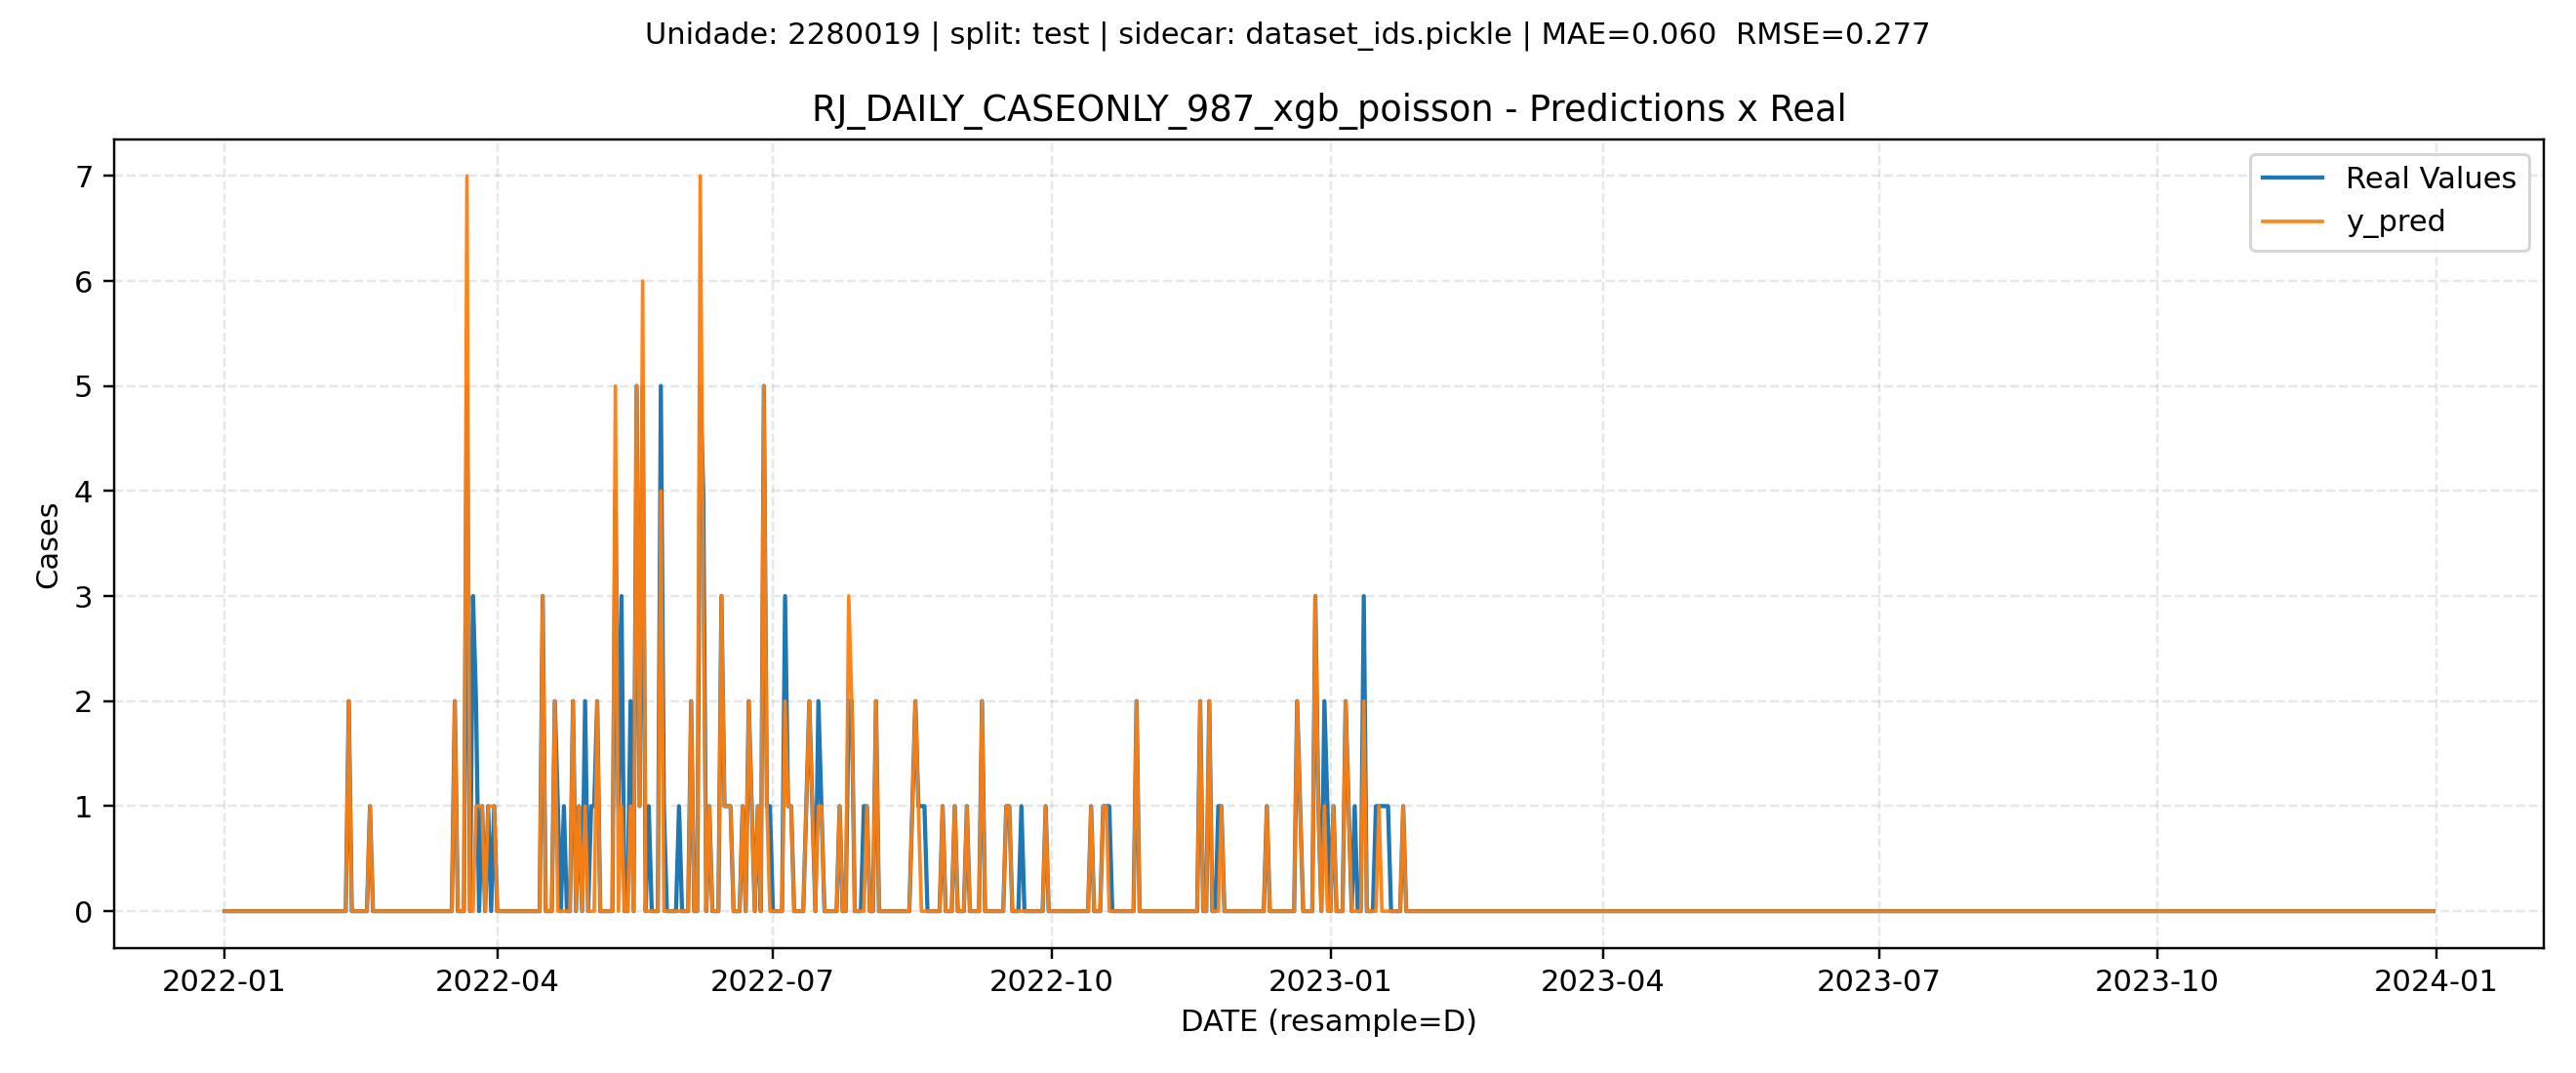 Unidade: 2280019 | split: test | sidecar: dataset_ids.pickle | MAE=0.060  RMSE=0.277
RJ_DAILY_CASEONLY_987_xgb_poisson - Predictions x Real
Real Values
y_pred
7
6
5
4
3
2
1
0
Cases
2022-01 2022-04 2022-07 2022-10 2023-01 2023-04 2023-07 2023-10 2024-01
DATE (resample=D)